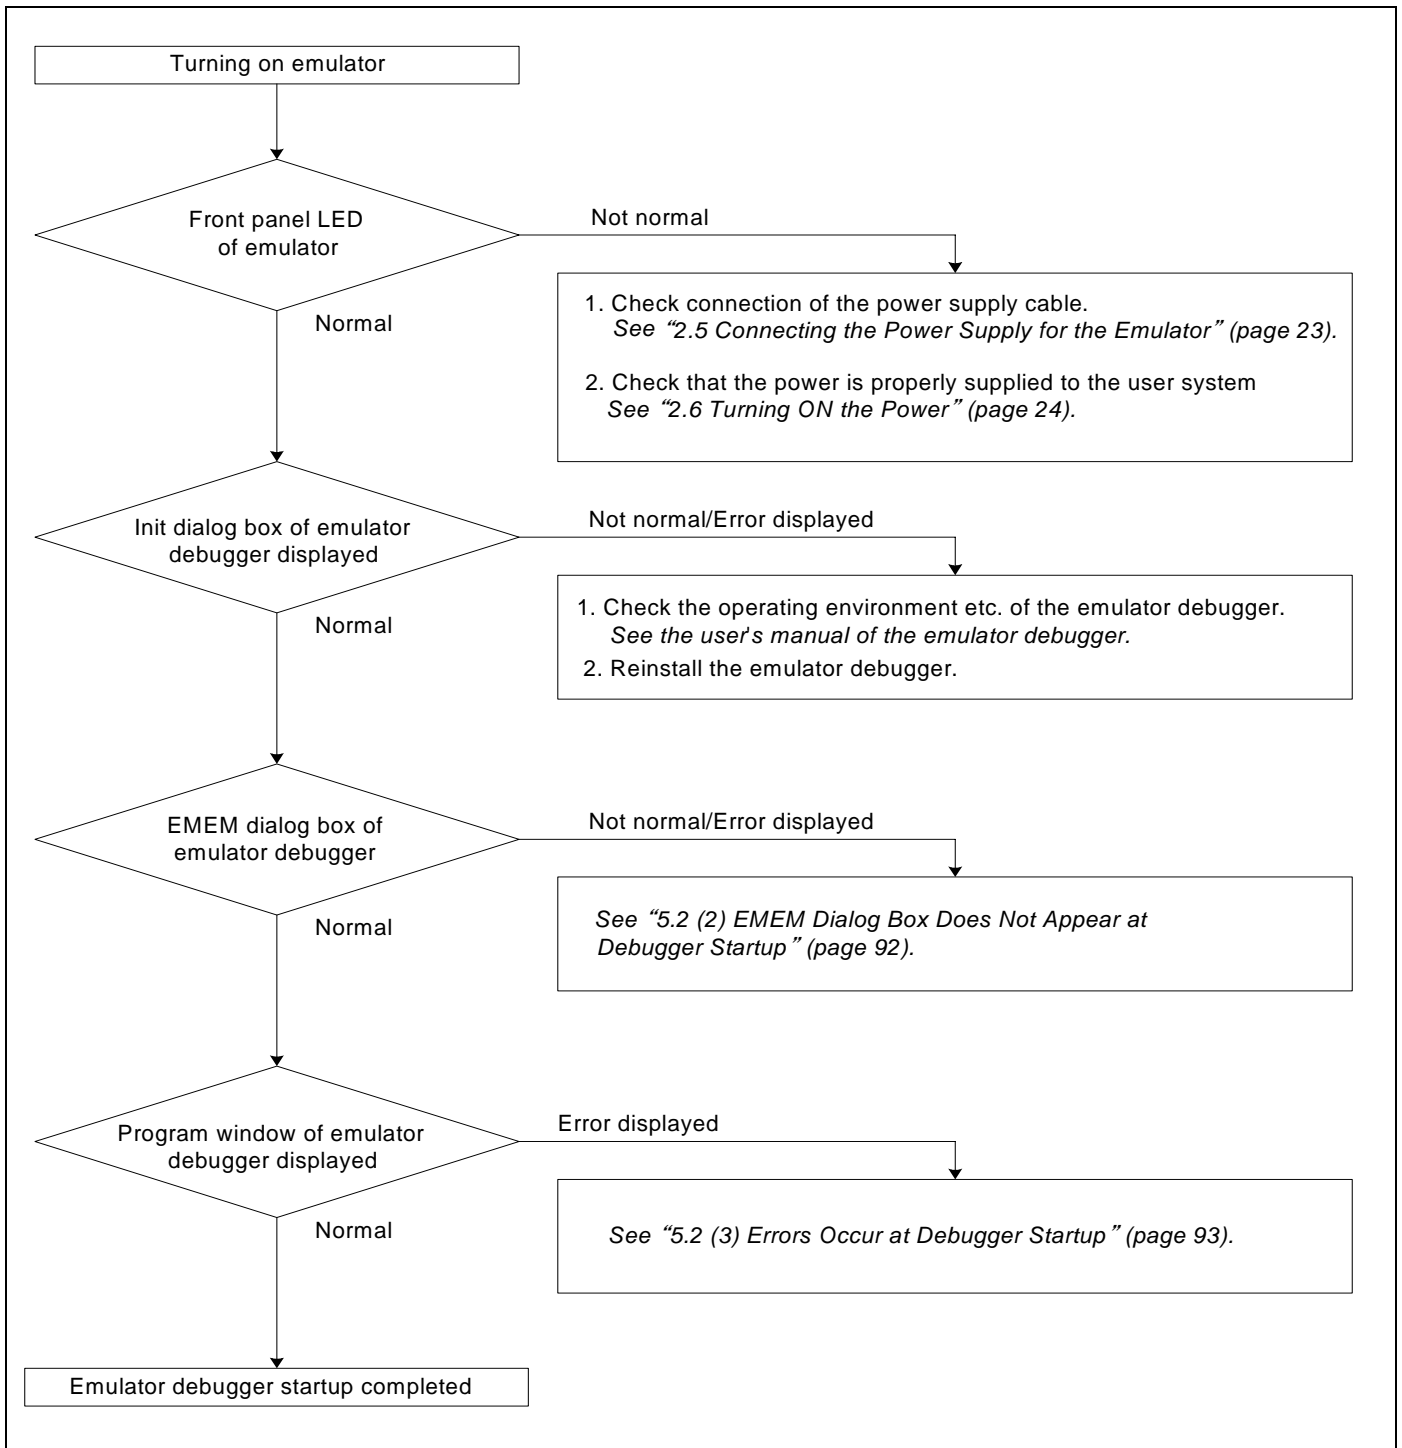 Turning on emulator
Front panel LED
of emulator
Not normal
Normal
1. Check connection of the power supply cable.
See “2.5 Connecting the Power Supply for the Emulator” (page 23).
2. Check that the power is properly supplied to the user system
See “2.6 Turning ON the Power” (page 24).
Init dialog box of emulator
debugger displayed
Not normal/Error displayed
Normal
1. Check the operating environment etc. of the emulator debugger.
See the user's manual of the emulator debugger.
2. Reinstall the emulator debugger.
EMEM dialog box of
emulator debugger
Not normal/Error displayed
Normal
See “5.2 (2) EMEM Dialog Box Does Not Appear at
Debugger Startup” (page 92).
Program window of emulator
debugger displayed
Error displayed
Normal
See “5.2 (3) Errors Occur at Debugger Startup” (page 93).
Emulator debugger startup completed